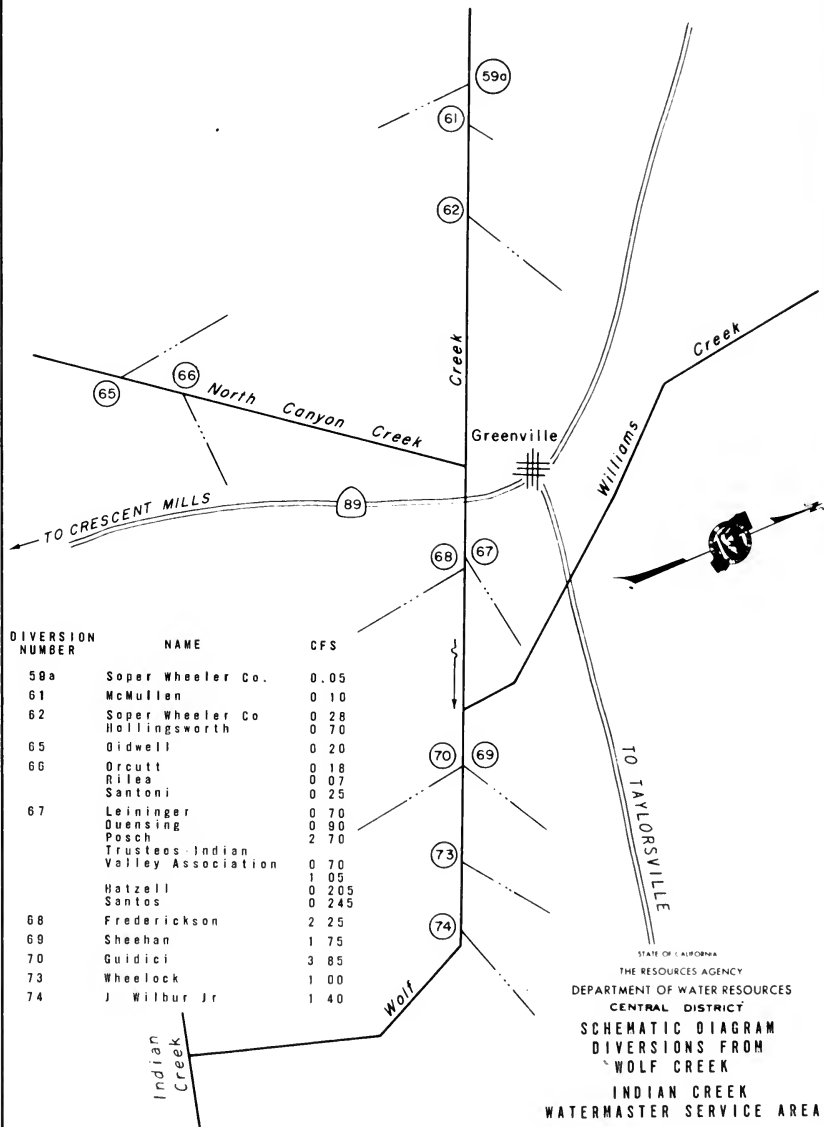 59a
61
62
65
66
North Canyon Creek
Creek
Greenville
Williams Creek
TO CRESCENT MILLS
89
68
67
70
69
73
74
TO TAYLORSVILLE
Wolf
Indian Creek
DIVERSION NUMBER NAME CFS
59a Soper Wheeler Co. 0.05
61 McMullen 0 10
62 Soper Wheeler Co 0 28
Hollingsworth 0 70
65 Oidwell 0 20
66 Orcutt 0 18
Rilea 0 07
Santoni 0 25
67 Leininger 0 70
Quensing 0 90
Posch 2 70
Trustees Indian
Valley Association 0 70
1 05
Hatzell 0 205
Santos 0 245
68 Frederickson 2 25
69 Sheehan 1 75
70 Guidici 3 85
73 Wheelock 1 00
74 J Wilbur Jr 1 40
STATE OF CALIFORNIA
THE RESOURCES AGENCY
DEPARTMENT OF WATER RESOURCES
CENTRAL DISTRICT
SCHEMATIC DIAGRAM
DIVERSIONS FROM
WOLF CREEK
INDIAN CREEK
WATERMASTER SERVICE AREA